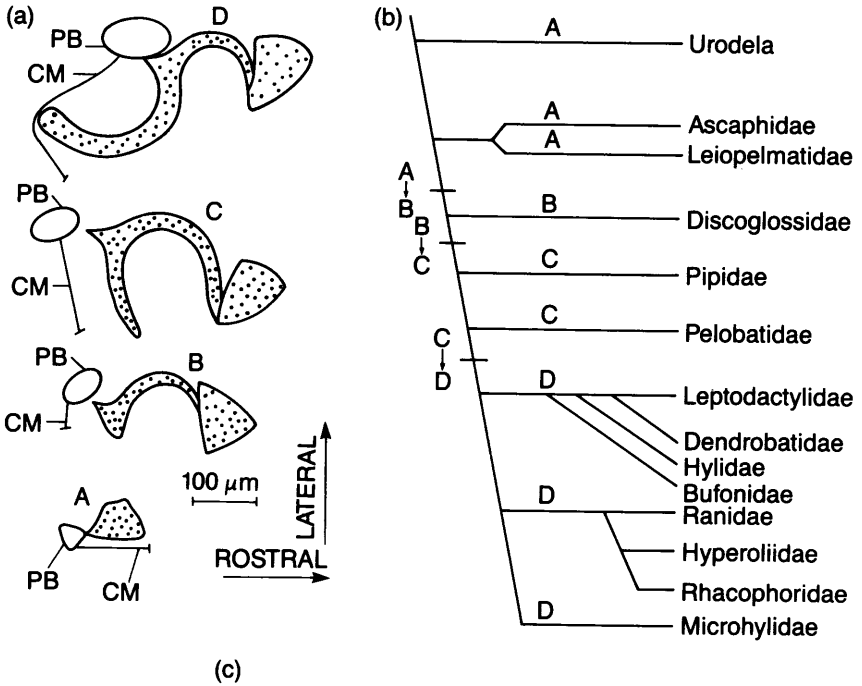 (a)
D
PB
CM
PB
C
CM
PB
B
CM
100 μm
LATERAL
A
ROSTRAL
PB
CM
(b)
A
Urodela
A
Ascaphidae
A
Leiopelmatidae
A
B
B
Discoglossidae
B
C
C
Pipidae
C
Pelobatidae
C
D
D
Leptodactylidae
Dendrobatidae
Hylidae
Bufonidae
D
Ranidae
Hyperoliidae
Rhacophoridae
D
Microhylidae
(c)